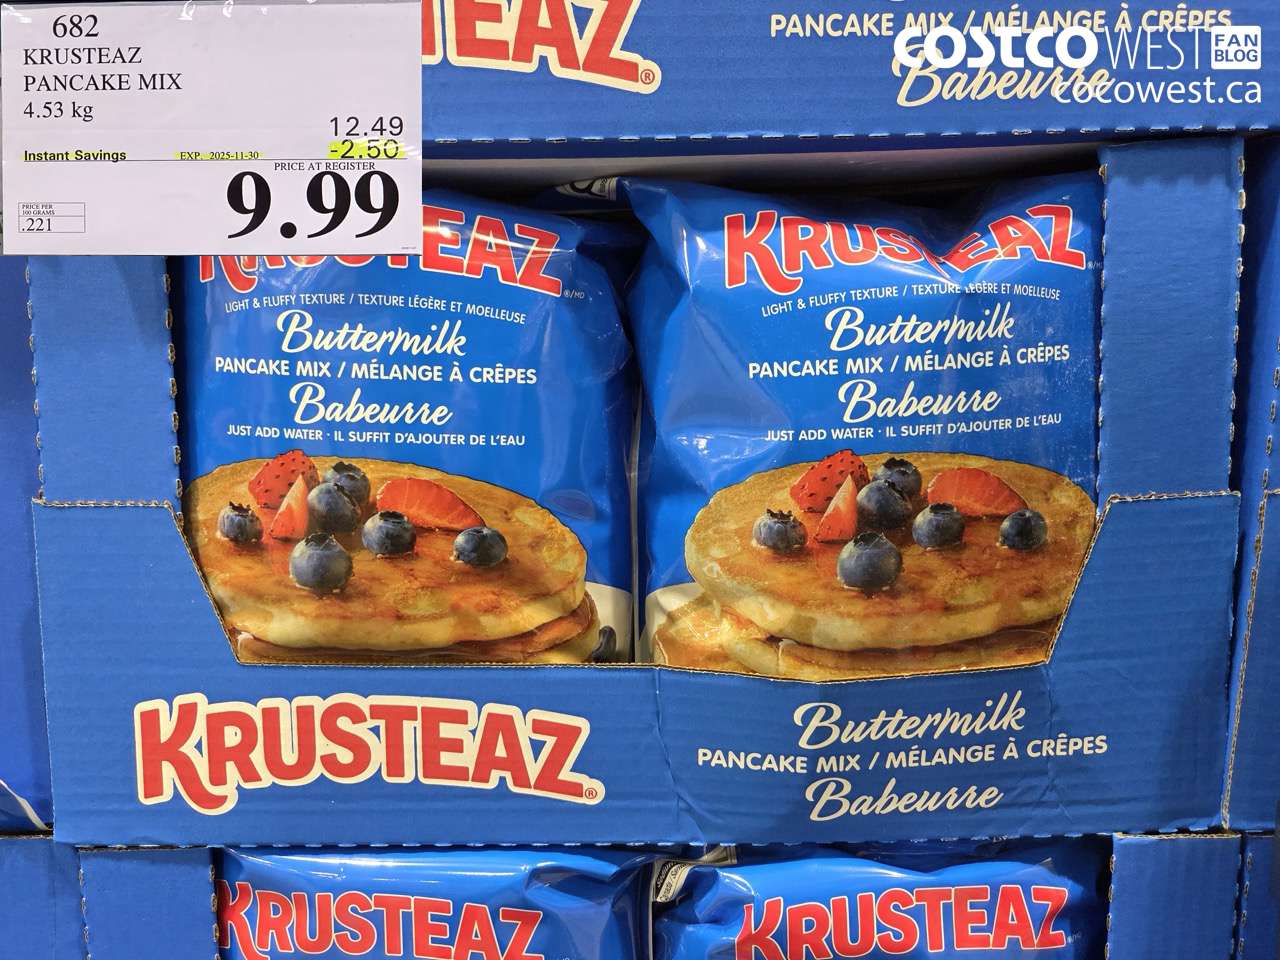 682
KRUSTEAZ
PANCAKE MIX
4.53 kg
12.49
Instant Savings EXP. 2025-11-30 -2.50
PRICE AT REGISTER
9.99
PRICE PER
100 GRAMS
.221
TEAZ®
PANCAKE MIX / MÉLANGE À CRÊPES
Babeurre
COSTCO WEST FAN BLOG
cocowest.ca
KRUSTEAZ ®/MD
LIGHT & FLUFFY TEXTURE / TEXTURE LÉGÈRE ET MOELLEUSE
Buttermilk
PANCAKE MIX / MÉLANGE À CRÊPES
Babeurre
JUST ADD WATER · IL SUFFIT D'AJOUTER DE L'EAU
KRUSTEAZ
LIGHT & FLUFFY TEXTURE / TEXTURE LÉGÈRE ET MOELLEUSE
Buttermilk
PANCAKE MIX / MÉLANGE À CRÊPES
Babeurre
JUST ADD WATER · IL SUFFIT D'AJOUTER DE L'EAU
KRUSTEAZ®
Buttermilk
PANCAKE MIX / MÉLANGE À CRÊPES
Babeurre
KRUSTEAZ
KRUSTEAZ